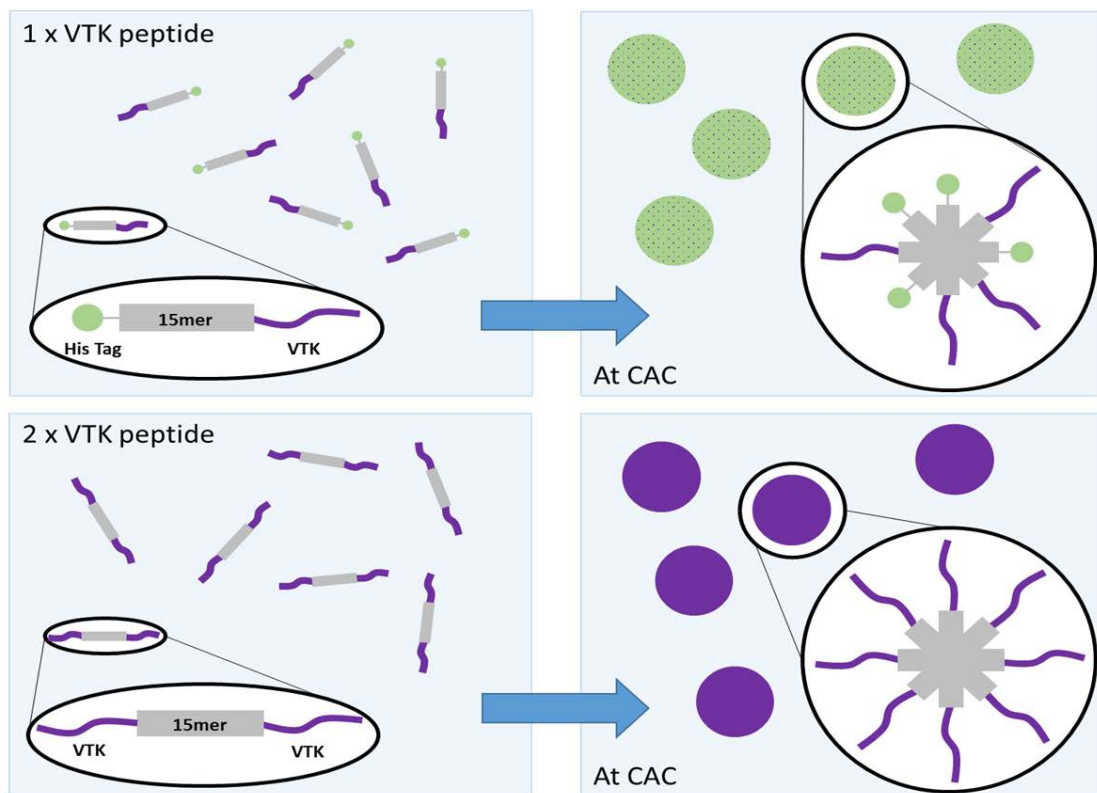 1 x VTK peptide
15mer
His Tag
VTK
At CAC
2 x VTK peptide
15mer
VTK
VTK
At CAC